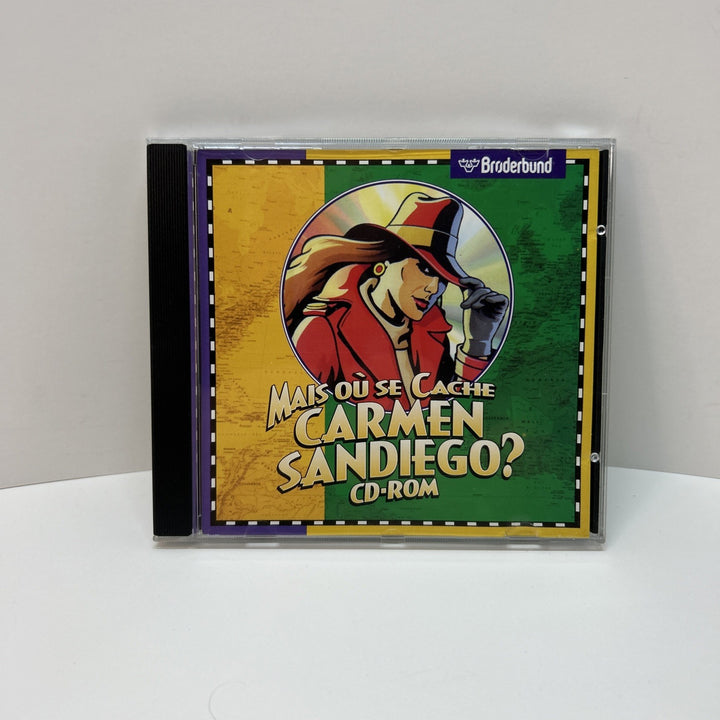 Brøderbund
MAIS OÙ SE CACHE
CARMEN
SANDIEGO?
CD-ROM